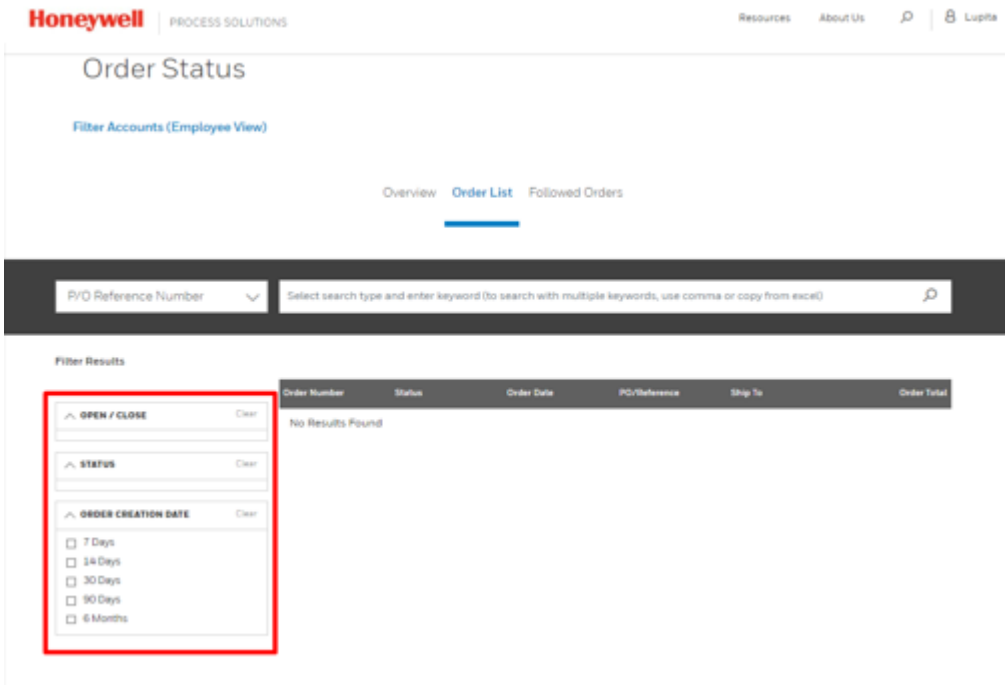 Honeywell PROCESS SOLUTIONS Resources About Us Lupita
Order Status
Filter Accounts (Employee View)
Overview Order List Followed Orders
P/O Reference Number Select search type and enter keyword (to search with multiple keywords, use comma or copy from excel)
Filter Results
Order Number Status Order Date PO/Reference Ship To Order Total
No Results Found
OPEN / CLOSE Clear
STATUS Clear
ORDER CREATION DATE Clear
7 Days
14 Days
30 Days
90 Days
6 Months